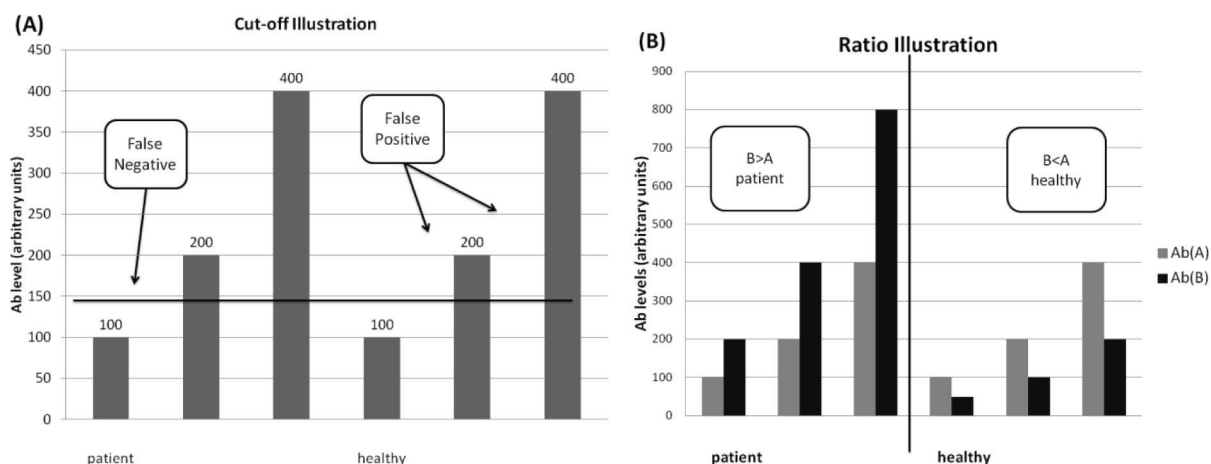 (A)
Cut-off Illustration
Ab level (arbitrary units)
450
400
350
300
250
200
150
100
50
0
100
200
400
100
200
400
False
Negative
False
Positive
patient
healthy
(B)
Ratio Illustration
Ab levels (arbitrary units)
900
800
700
600
500
400
300
200
100
0
B>A
patient
B<A
healthy
Ab(A)
Ab(B)
patient
healthy